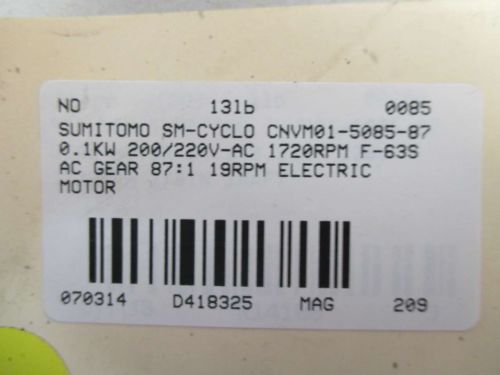 NO 13lb 0085
SUMITOMO SM-CYCLO CNVM01-5085-87
0.1KW 200/220V-AC 1720RPM F-63S
AC GEAR 87:1 19RPM ELECTRIC
MOTOR
070314 D418325 MAG 209